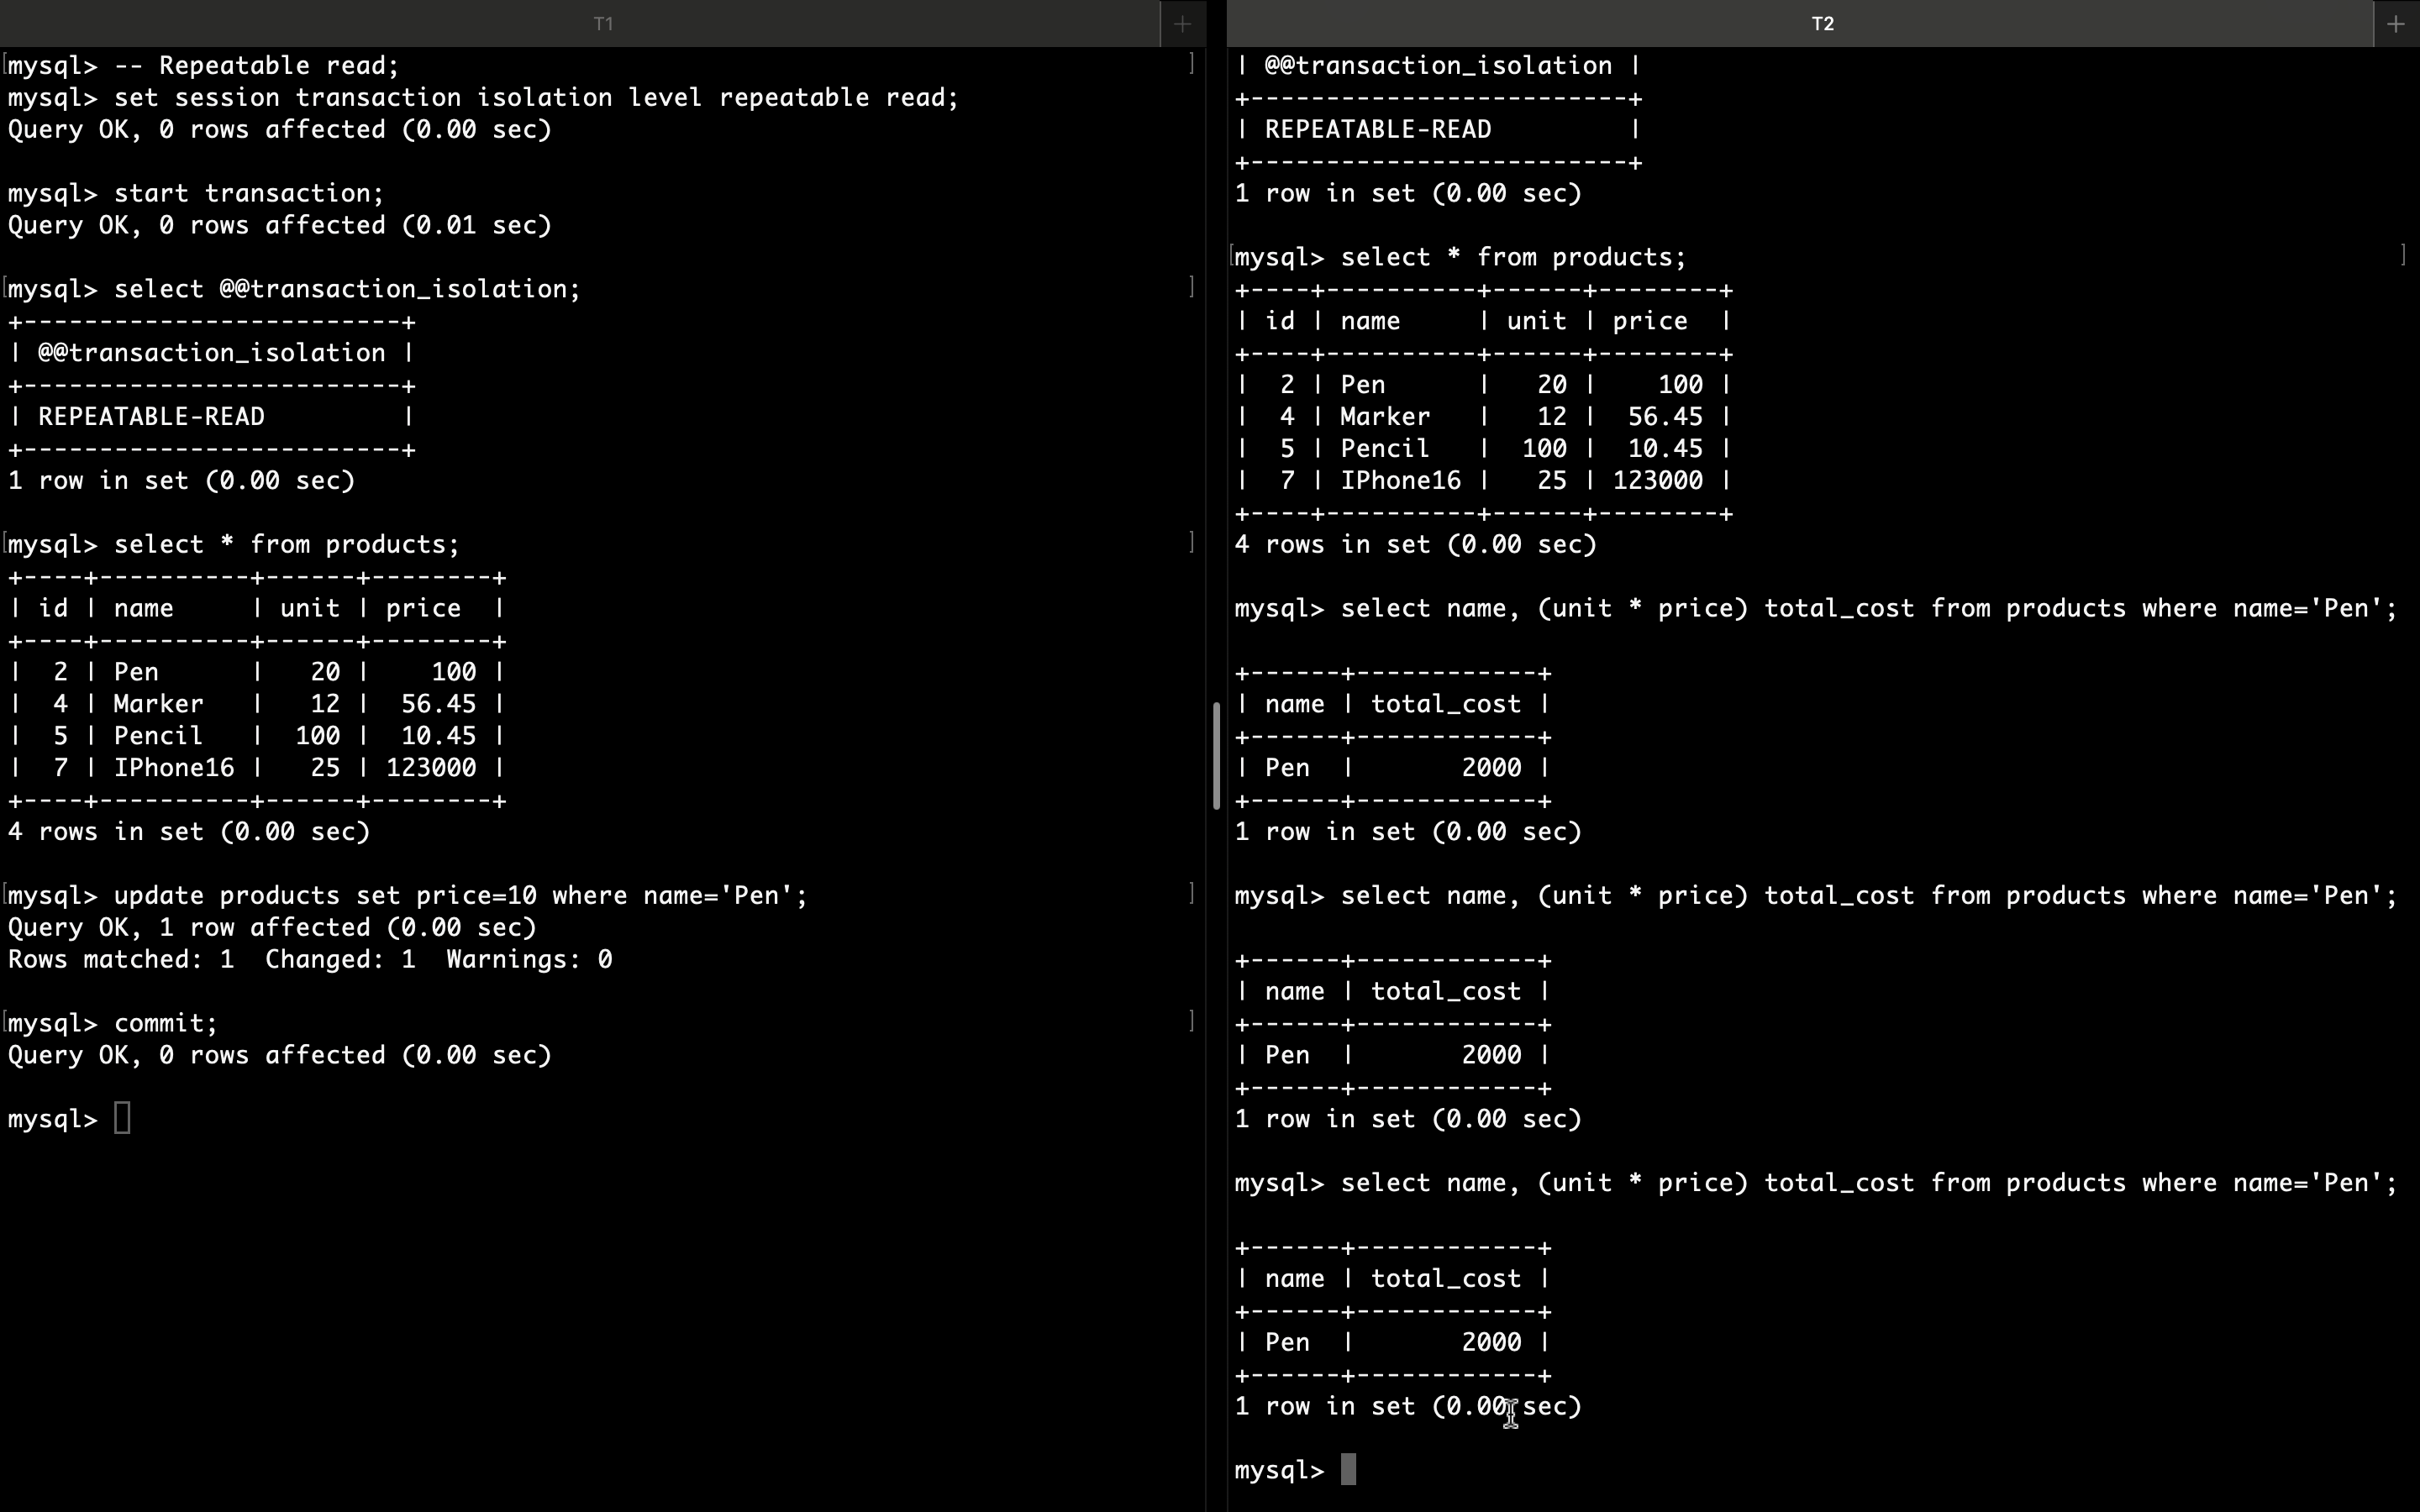 T1
mysql> -- Repeatable read;
mysql> set session transaction isolation level repeatable read;
Query OK, 0 rows affected (0.00 sec)
mysql> start transaction;
Query OK, 0 rows affected (0.01 sec)
mysql> select @@transaction_isolation;
+-------------------------+
| @@transaction_isolation |
+-------------------------+
| REPEATABLE-READ         |
+-------------------------+
1 row in set (0.00 sec)
mysql> select * from products;
+----+----------+------+--------+
| id | name     | unit | price  |
+----+----------+------+--------+
|  2 | Pen      |   20 |    100 |
|  4 | Marker   |   12 |  56.45 |
|  5 | Pencil   |  100 |  10.45 |
|  7 | IPhone16 |   25 | 123000 |
+----+----------+------+--------+
4 rows in set (0.00 sec)
mysql> update products set price=10 where name='Pen';
Query OK, 1 row affected (0.00 sec)
Rows matched: 1  Changed: 1  Warnings: 0
mysql> commit;
Query OK, 0 rows affected (0.00 sec)
mysql>
T2
| @@transaction_isolation |
+-------------------------+
| REPEATABLE-READ         |
+-------------------------+
1 row in set (0.00 sec)
mysql> select * from products;
+----+----------+------+--------+
| id | name     | unit | price  |
+----+----------+------+--------+
|  2 | Pen      |   20 |    100 |
|  4 | Marker   |   12 |  56.45 |
|  5 | Pencil   |  100 |  10.45 |
|  7 | IPhone16 |   25 | 123000 |
+----+----------+------+--------+
4 rows in set (0.00 sec)
mysql> select name, (unit * price) total_cost from products where name='Pen';
+------+------------+
| name | total_cost |
+------+------------+
| Pen  |       2000 |
+------+------------+
1 row in set (0.00 sec)
mysql> select name, (unit * price) total_cost from products where name='Pen';
+------+------------+
| name | total_cost |
+------+------------+
| Pen  |       2000 |
+------+------------+
1 row in set (0.00 sec)
mysql> select name, (unit * price) total_cost from products where name='Pen';
+------+------------+
| name | total_cost |
+------+------------+
| Pen  |       2000 |
+------+------------+
1 row in set (0.00 sec)
mysql>